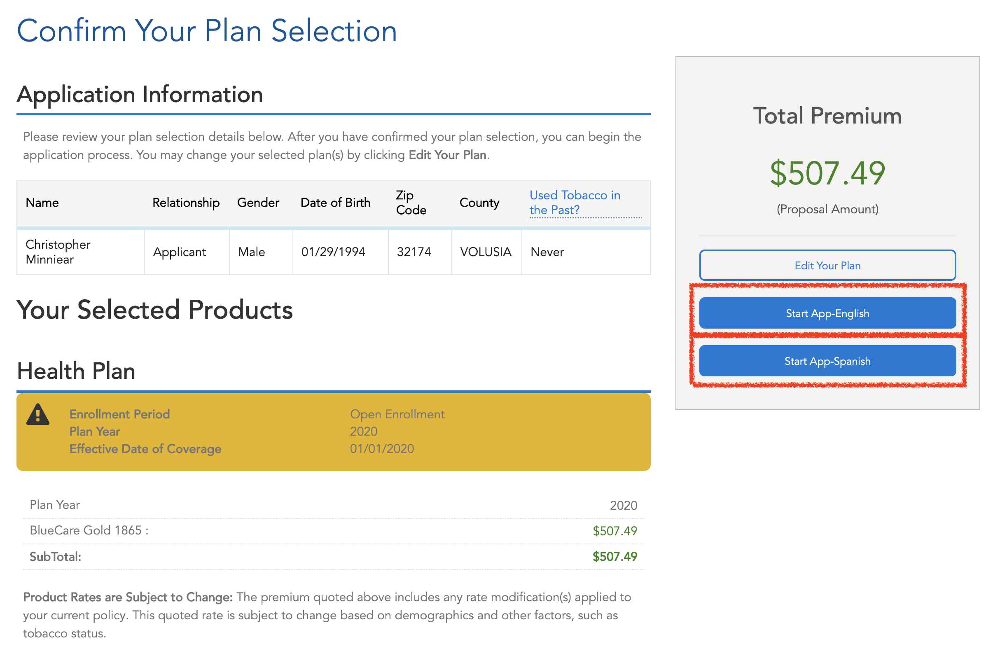 Confirm Your Plan Selection
Application Information
Please review your plan selection details below. After you have confirmed your plan selection, you can begin the
application process. You may change your selected plan(s) by clicking Edit Your Plan.
Name Relationship Gender Date of Birth Zip Code County Used Tobacco in the Past?
Christopher Minniear Applicant Male 01/29/1994 32174 VOLUSIA Never
Your Selected Products
Health Plan
Enrollment Period Open Enrollment
Plan Year 2020
Effective Date of Coverage 01/01/2020
Plan Year 2020
BlueCare Gold 1865 : $507.49
SubTotal: $507.49
Product Rates are Subject to Change: The premium quoted above includes any rate modification(s) applied to
your current policy. This quoted rate is subject to change based on demographics and other factors, such as
tobacco status.
Total Premium
$507.49
(Proposal Amount)
Edit Your Plan
Start App-English
Start App-Spanish